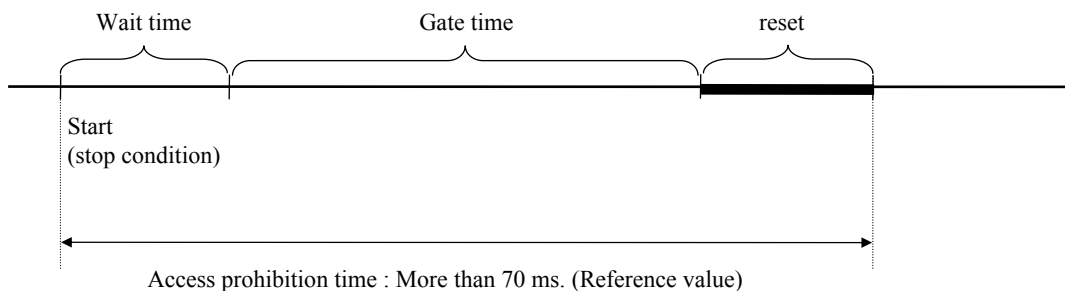 Wait time
Gate time
reset
Start
(stop condition)
Access prohibition time : More than 70 ms. (Reference value)